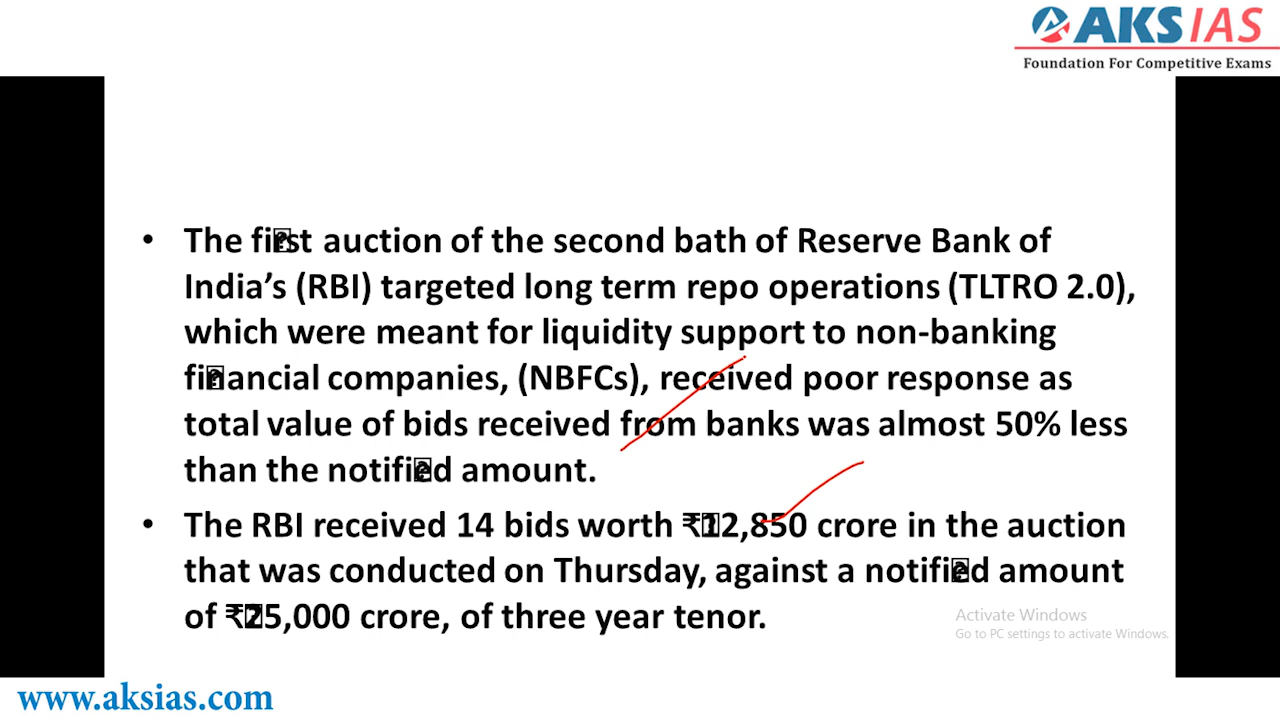 AKS IAS
Foundation For Competitive Exams
• The first auction of the second bath of Reserve Bank of
India's (RBI) targeted long term repo operations (TLTRO 2.0),
which were meant for liquidity support to non-banking
financial companies, (NBFCs), received poor response as
total value of bids received from banks was almost 50% less
than the notified amount.
• The RBI received 14 bids worth ₹12,850 crore in the auction
that was conducted on Thursday, against a notified amount
of ₹25,000 crore, of three year tenor.
Activate Windows
Go to PC settings to activate Windows.
www.aksias.com